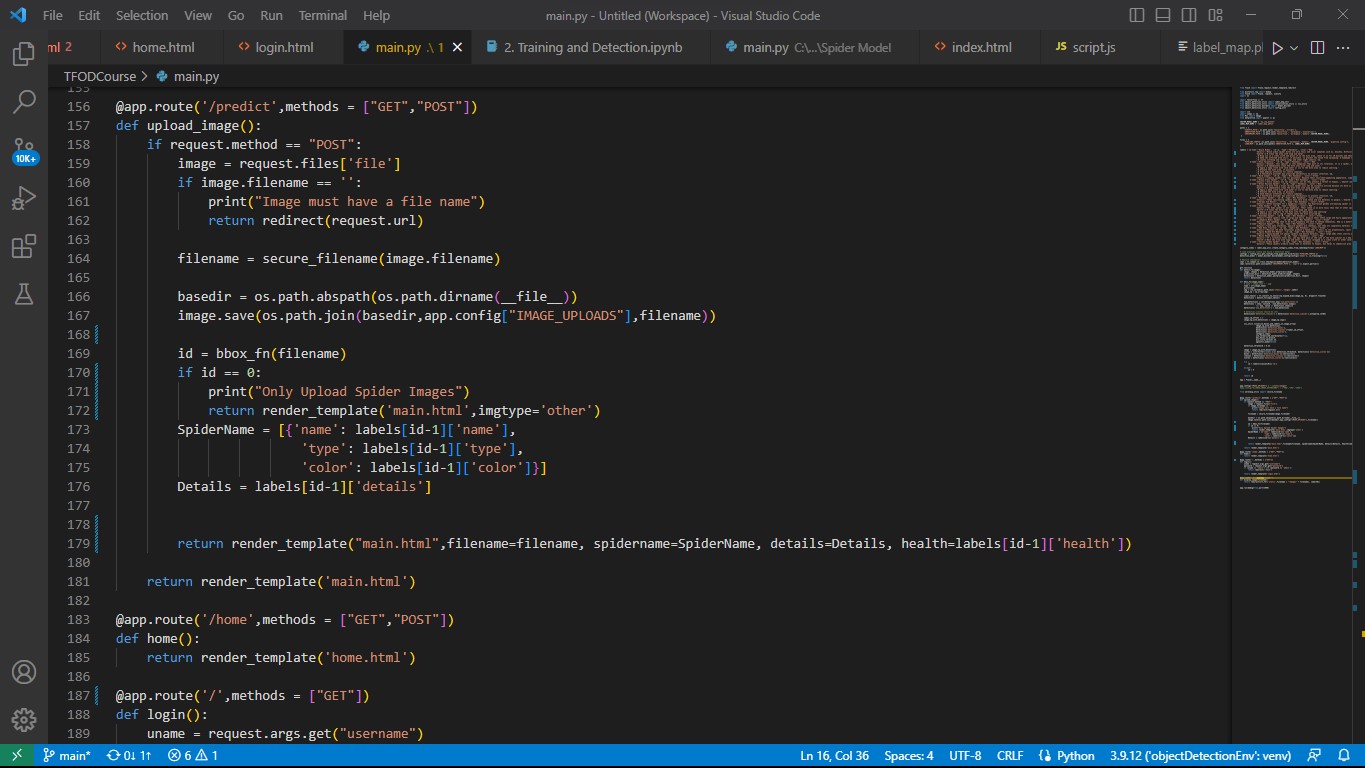 File Edit Selection View Go Run Terminal Help main.py - Untitled (Workspace) - Visual Studio Code
ml 2 <> home.html <> login.html main.py .\ 1 2. Training and Detection.ipynb main.py C:\...\Spider Model <> index.html JS script.js label_map.p
TFODCourse > main.py
155
156 @app.route('/predict',methods = ["GET","POST"])
157 def upload_image():
158 if request.method == "POST":
159 image = request.files['file']
160 if image.filename == '':
161 print("Image must have a file name")
162 return redirect(request.url)
163
164 filename = secure_filename(image.filename)
165
166 basedir = os.path.abspath(os.path.dirname(__file__))
167 image.save(os.path.join(basedir,app.config["IMAGE_UPLOADS"],filename))
168
169 id = bbox_fn(filename)
170 if id == 0:
171 print("Only Upload Spider Images")
172 return render_template('main.html',imgtype='other')
173 SpiderName = [{'name': labels[id-1]['name'],
174 'type': labels[id-1]['type'],
175 'color': labels[id-1]['color']}]
176 Details = labels[id-1]['details']
177
178
179 return render_template("main.html",filename=filename, spidername=SpiderName, details=Details, health=labels[id-1]['health'])
180
181 return render_template('main.html')
182
183 @app.route('/home',methods = ["GET","POST"])
184 def home():
185 return render_template('home.html')
186
187 @app.route('/',methods = ["GET"])
188 def login():
189 uname = request.args.get("username")
10K+
main* 0↓ 1↑ 6 1 Ln 16, Col 36 Spaces: 4 UTF-8 CRLF Python 3.9.12 ('objectDetectionEnv': venv)